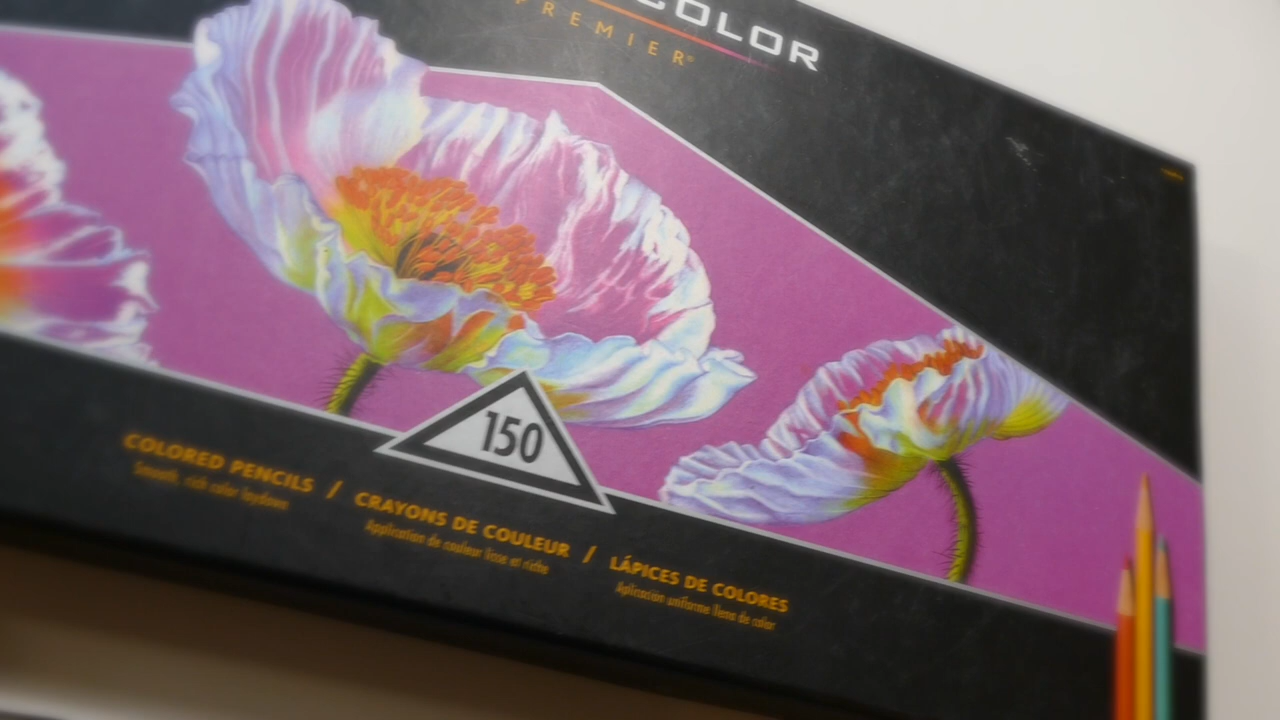 COLOR
PREMIER®
150
COLORED PENCILS / CRAYONS DE COULEUR / LÁPICES DE COLORES
Smooth, rich color laydown
Application de couleur lisse et riche
Aplicación uniforme llena de color